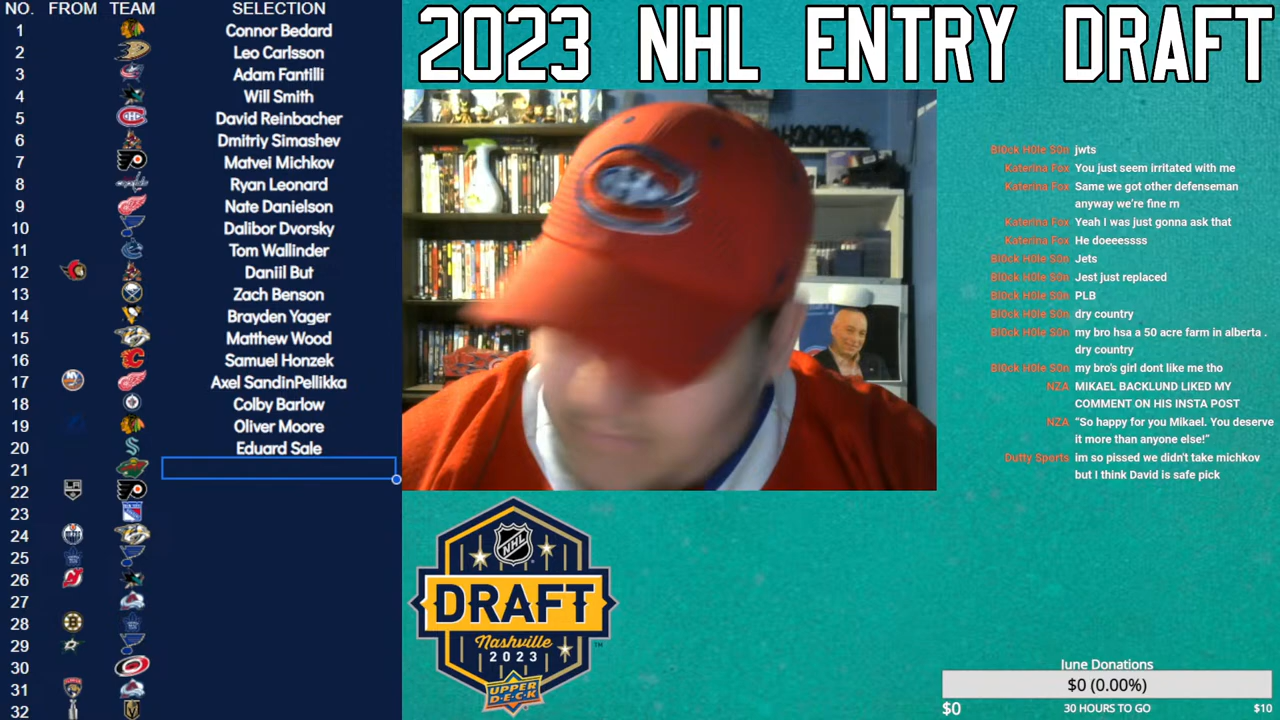 NO. FROM TEAM SELECTION
1 Connor Bedard
2 Leo Carlsson
3 Adam Fantilli
4 Will Smith
5 David Reinbacher
6 Dmitriy Simashev
7 Matvei Michkov
8 Ryan Leonard
9 Nate Danielson
10 Dalibor Dvorsky
11 Tom Wallinder
12 Daniil But
13 Zach Benson
14 Brayden Yager
15 Matthew Wood
16 Samuel Honzek
17 Axel SandinPellikka
18 Colby Barlow
19 Oliver Moore
20 Eduard Sale
21
22
23
24
25
26
27
28
29
30
31
32
2023 NHL ENTRY DRAFT
HOCKEY
Bl0ck H0le S0n jwts
Katerina Fox You just seem irritated with me
Katerina Fox Same we got other defenseman
anyway we're fine rn
Katerina Fox Yeah I was just gonna ask that
Katerina Fox He doeeessss
Bl0ck H0le S0n Jets
Bl0ck H0le S0n Jest just replaced
Bl0ck H0le S0n PLB
Bl0ck H0le S0n dry country
Bl0ck H0le S0n my bro hsa a 50 acre farm in alberta .
dry country
Bl0ck H0le S0n my bro's girl dont like me tho
NZA MIKAEL BACKLUND LIKED MY
COMMENT ON HIS INSTA POST
NZA “So happy for you Mikael. You deserve
it more than anyone else!”
Dutty Sports im so pissed we didn't take michkov
but I think David is safe pick
NHL
DRAFT
Nashville
2023
UPPER
DECK
TM
June Donations
$0 (0.00%)
$0 30 HOURS TO GO $10